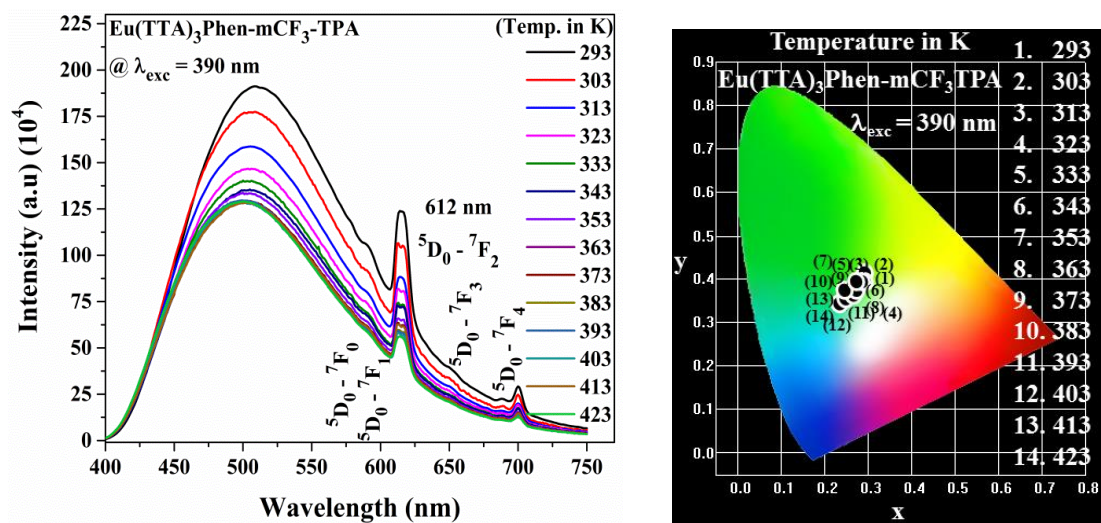 Eu(TTA)₃Phen-mCF₃-TPA
@ λexc = 390 nm
(Temp. in K)
293
303
313
323
333
343
353
363
373
383
393
403
413
423
225
200
175
150
125
100
75
50
25
0
Intensity (a.u) (10⁴)
612 nm
⁵D₀ - ⁷F₂
⁵D₀ - ⁷F₀
⁵D₀ - ⁷F₁
⁵D₀ - ⁷F₃
⁵D₀ - ⁷F₄
400 450 500 550 600 650 700 750
Wavelength (nm)
Temperature in K
Eu(TTA)₃Phen-mCF₃TPA
λexc = 390 nm
1. 293
2. 303
3. 313
4. 323
5. 333
6. 343
7. 353
8. 363
9. 373
10. 383
11. 393
12. 403
13. 413
14. 423
0.9
0.8
0.7
0.6
0.5
0.4
0.3
0.2
0.1
0.0
y
(7) (5) (3) (2)
(10) (9) (1)
(13) (6)
(14) (11) (8) (4)
(12)
0.0 0.1 0.2 0.3 0.4 0.5 0.6 0.7 0.8
x